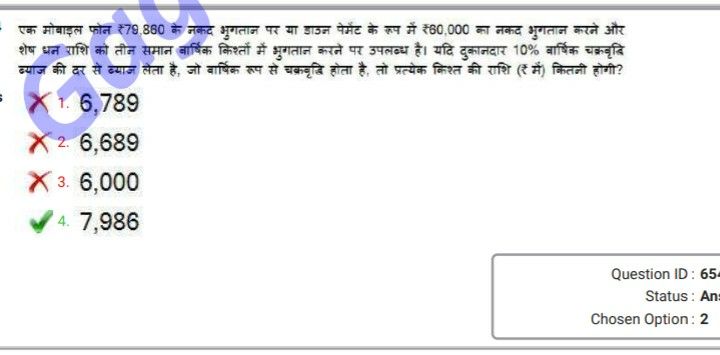 एक मोबाइल फोन ₹79,860 के नकद भुगतान पर या डाउन पेमेंट के रूप में ₹60,000 का नकद भुगतान करने और
शेष धन राशि को तीन समान वार्षिक किश्तों में भुगतान करने पर उपलब्ध है। यदि दुकानदार 10% वार्षिक चक्रवृद्धि
ब्याज की दर से ब्याज लेता है, जो वार्षिक रूप से चक्रवृद्धि होता है, तो प्रत्येक किश्त की राशि (₹ में) कितनी होगी?
1. 6,789
2. 6,689
3. 6,000
4. 7,986
Question ID : 654
Status : Ans
Chosen Option : 2